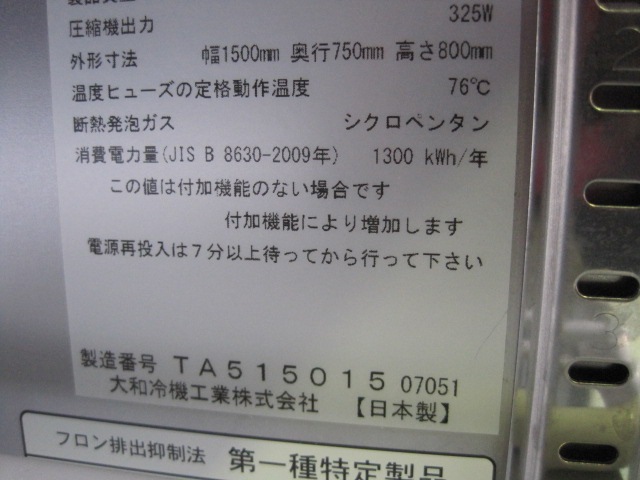 圧縮機出力 325W
外形寸法 幅1500mm 奥行750mm 高さ800mm
温度ヒューズの定格動作温度 76℃
断熱発泡ガス シクロペンタン
消費電力量(JIS B 8630-2009年) 1300 kWh/年
この値は付加機能のない場合です
付加機能により増加します
電源再投入は７分以上待ってから行って下さい
製造番号 ＴＡ５１５０１５ 07051
大和冷機工業株式会社 【日本製】
フロン排出抑制法 第一種特定製品
2
3